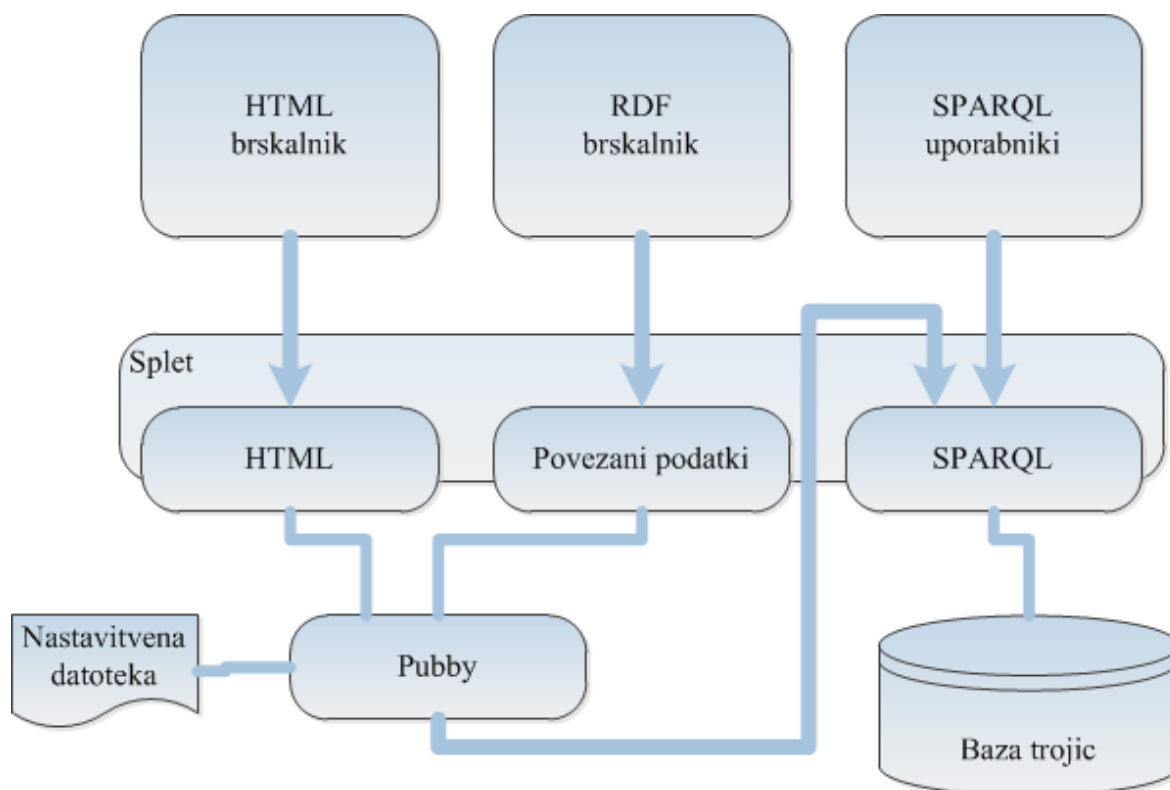 HTML
brskalnik
RDF
brskalnik
SPARQL
uporabniki
Splet
HTML
Povezani podatki
SPARQL
Nastavitvena
datoteka
Pubby
Baza trojic